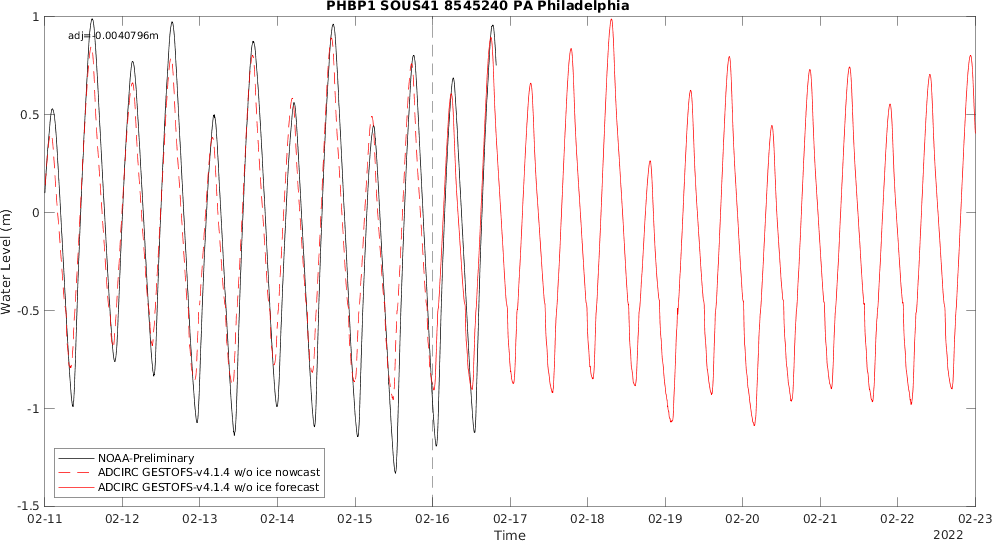 PHBP1 SOUS41 8545240 PA Philadelphia
adj=-0.0040796m
1
0.5
0
-0.5
-1
-1.5
Water Level (m)
NOAA-Preliminary
ADCIRC GESTOFS-v4.1.4 w/o ice nowcast
ADCIRC GESTOFS-v4.1.4 w/o ice forecast
02-11 02-12 02-13 02-14 02-15 02-16 02-17 02-18 02-19 02-20 02-21 02-22 02-23
Time
2022